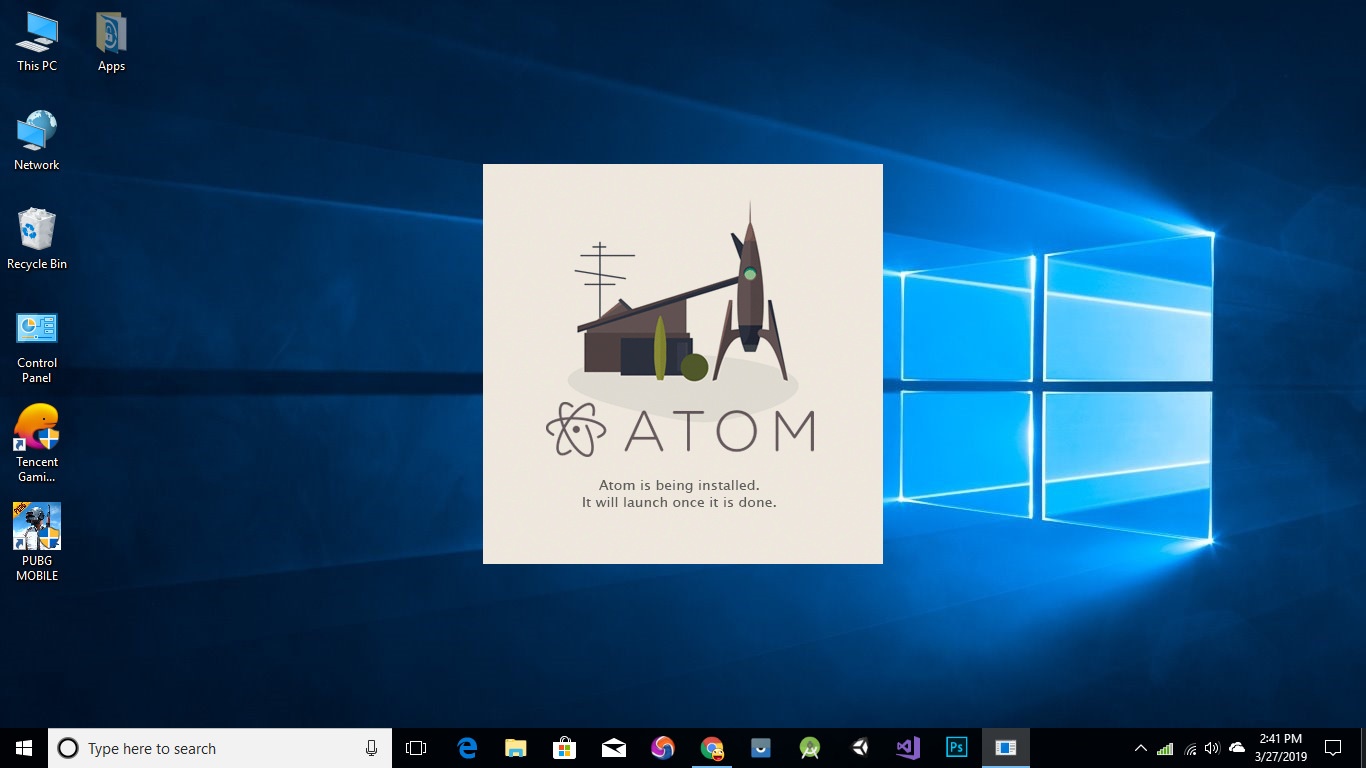 This PC
Apps
Network
Recycle Bin
Control
Panel
Tencent
Gami...
PUBG
PUBG
MOBILE
ATOM
Atom is being installed.
It will launch once it is done.
Type here to search
Ps
2:41 PM
3/27/2019